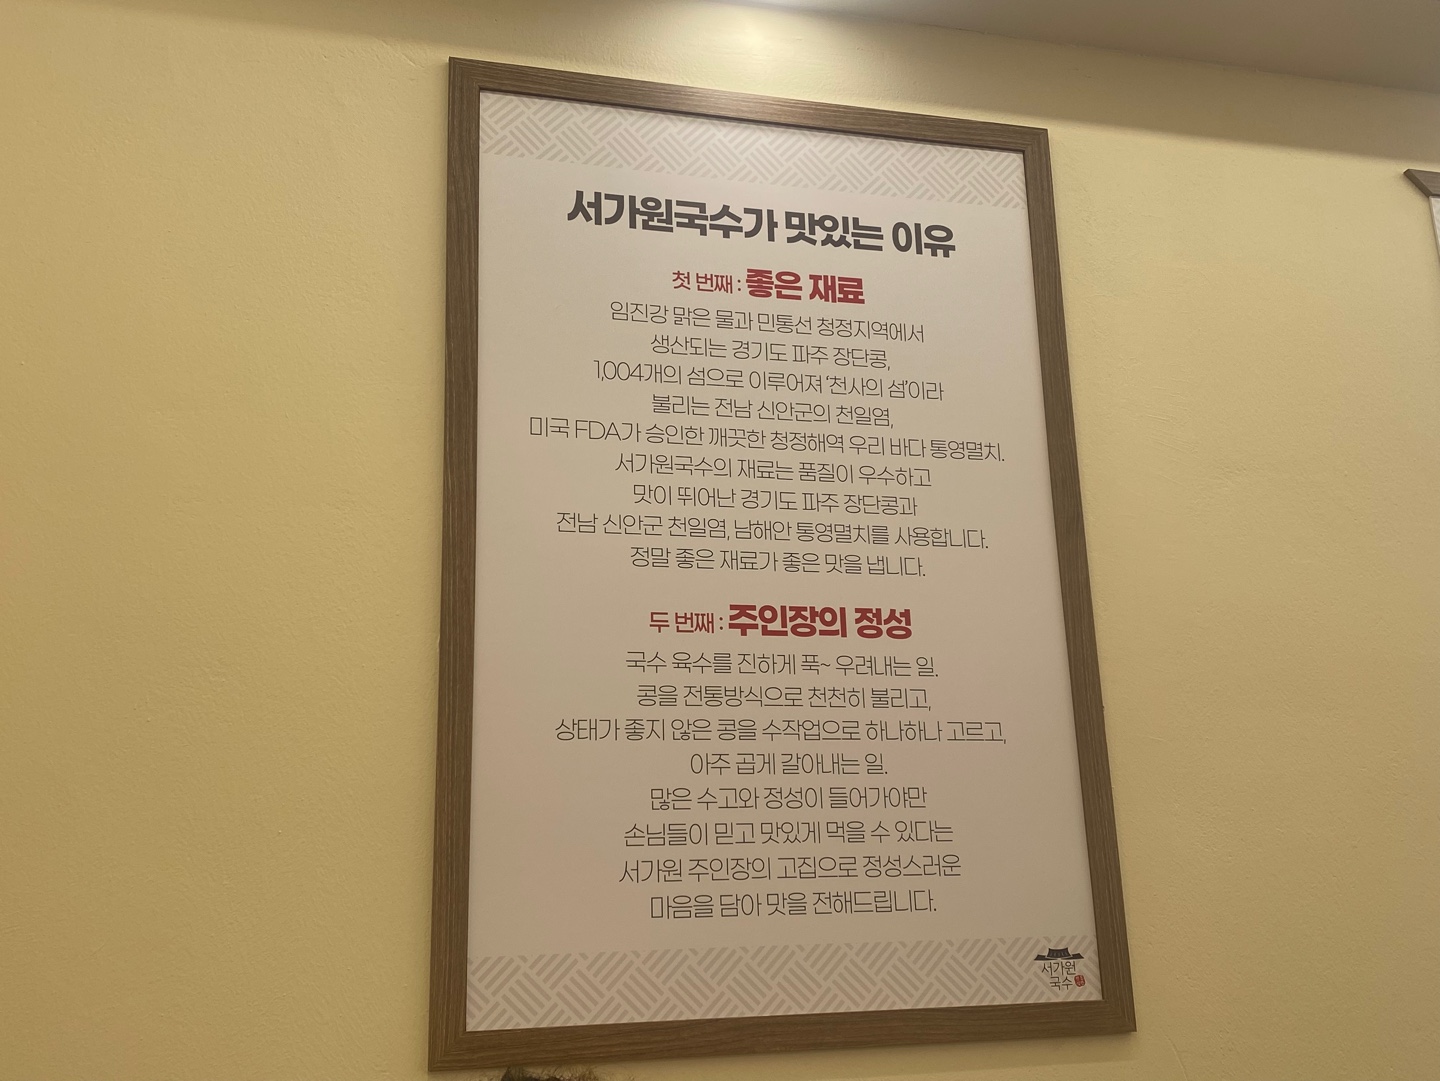 서가원국수가 맛있는 이유
첫 번째 : 좋은 재료
임진강 맑은 물과 민통선 청정지역에서
생산되는 경기도 파주 장단콩,
1,004개의 섬으로 이루어져 '천사의 섬'이라
불리는 전남 신안군의 천일염,
미국 FDA가 승인한 깨끗한 청정해역 우리 바다 통영멸치.
서가원국수의 재료는 품질이 우수하고
맛이 뛰어난 경기도 파주 장단콩과
전남 신안군 천일염, 남해안 통영멸치를 사용합니다.
정말 좋은 재료가 좋은 맛을 냅니다.
두 번째 : 주인장의 정성
국수 육수를 진하게 푹~ 우려내는 일.
콩을 전통방식으로 천천히 불리고,
상태가 좋지 않은 콩을 수작업으로 하나하나 고르고,
아주 곱게 갈아내는 일.
많은 수고와 정성이 들어가야만
손님들이 믿고 맛있게 먹을 수 있다는
서가원 주인장의 고집으로 정성스러운
마음을 담아 맛을 전해드립니다.
서가원
국수